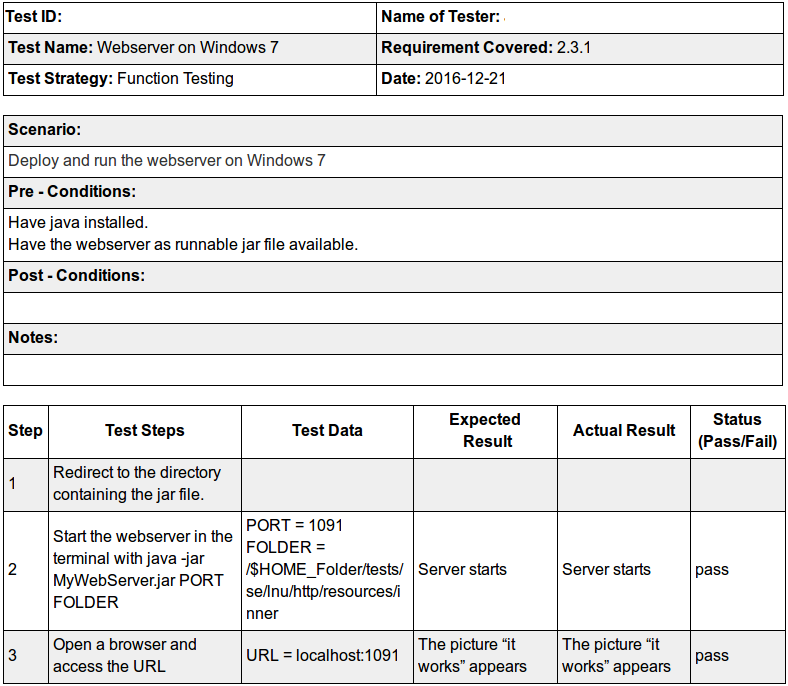 Test ID:
Name of Tester:
Test Name: Webserver on Windows 7
Requirement Covered: 2.3.1
Test Strategy: Function Testing
Date: 2016-12-21
Scenario:
Deploy and run the webserver on Windows 7
Pre - Conditions:
Have java installed.
Have the webserver as runnable jar file available.
Post - Conditions:
Notes:
Step
Test Steps
Test Data
Expected
Result
Actual Result
Status
(Pass/Fail)
1
Redirect to the directory
containing the jar file.
2
Start the webserver in the
terminal with java -jar
MyWebServer.jar PORT
FOLDER
PORT = 1091
FOLDER =
/$HOME_Folder/tests/
se/lnu/http/resources/i
nner
Server starts
Server starts
pass
3
Open a browser and
access the URL
URL = localhost:1091
The picture “it
works” appears
The picture “it
works” appears
pass